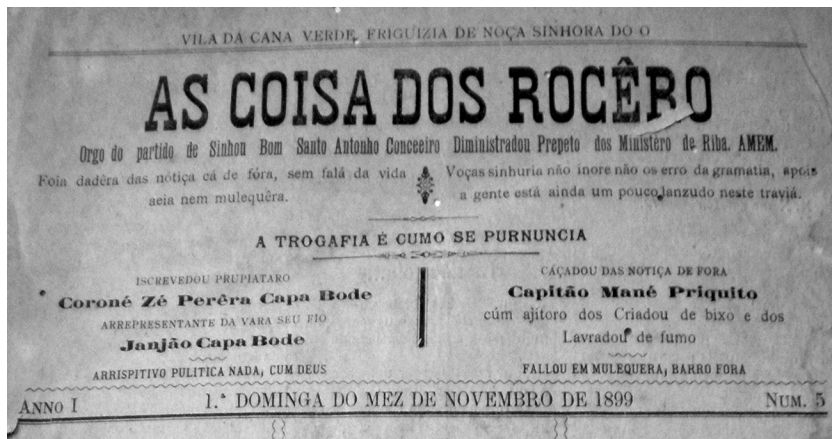 VILA DA CANA VERDE, FRIGUIZIA DE NOÇA SINHORA DO O
AS COISA DOS ROCÊRO
Orgo do partido de Sinhou Bom Santo Antonho Conceeiro Diministradou Prepeto dos Ministéro de Riba. AMEM.
Foia dadêra das nótiça cá de fóra, sem falá da vida
aeia nem mulequêra.
Voças sinhuria não inore não os erro da gramatia, apois
a gente está ainda um pouco lanzudo neste traviá.
A TROGAFIA É CUMO SE PURNUNCIA
ISCREVEDOU PRUPIATARO
Coroné Zé Perêra Capa Bode
ARREPRESENTANTE DA VARA SEU FIO
Janjão Capa Bode
ARRISPITIVO PULITICA NADA, CUM DEUS
CAÇADOU DAS NOTIÇA DE FORA
Capitão Mané Priquito
cúm ajitoro dos Criadou de bixo e dos
Lavradou de fumo
FALLOU EM MULEQUERA, BARRO FORA
ANNO I 1.ª DOMINGA DO MEZ DE NOVEMBRO DE 1899 NUM. 5